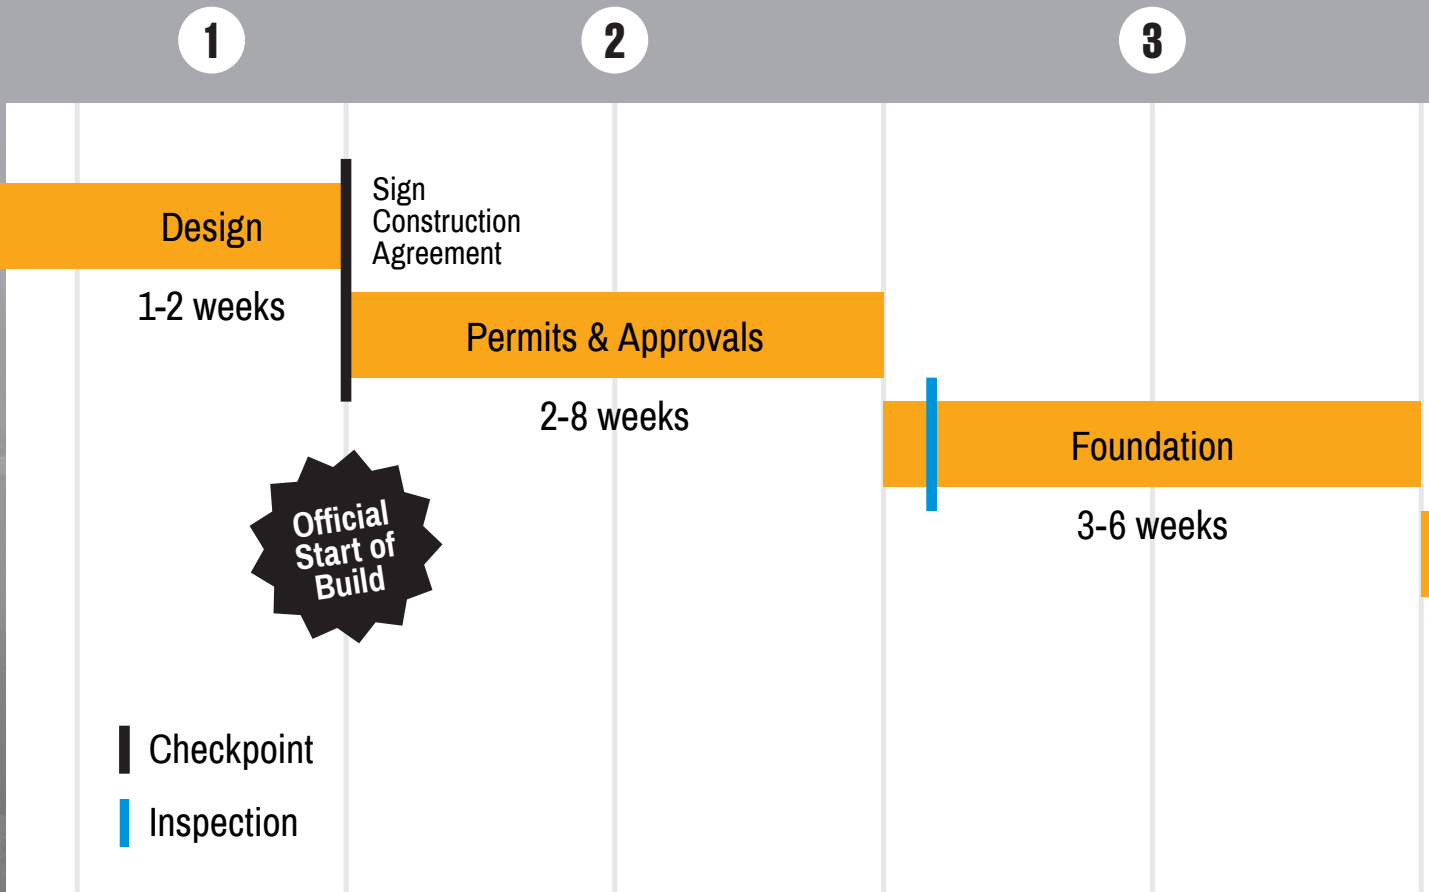 1
2
3
Design
1-2 weeks
Sign
Construction
Agreement
Permits & Approvals
2-8 weeks
Foundation
3-6 weeks
Official
Start of
Build
Checkpoint
Inspection